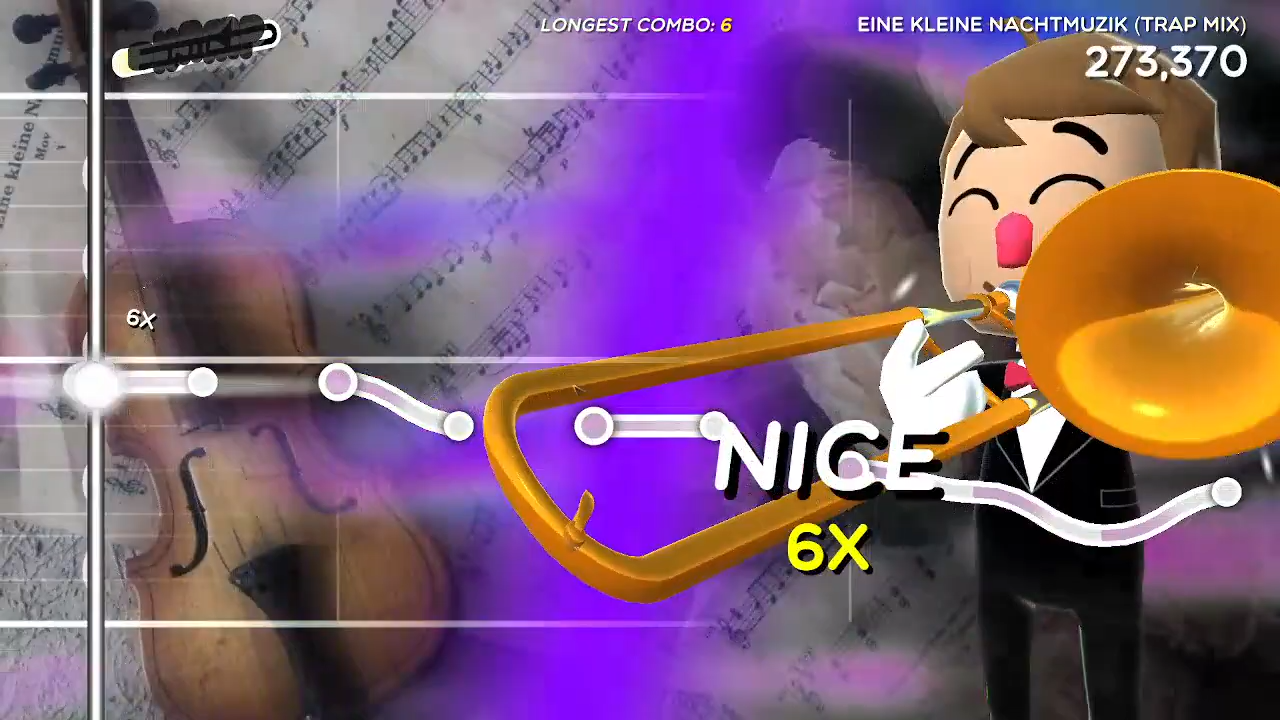 LONGEST COMBO: 6
EINE KLEINE NACHTMUZIK (TRAP MIX)
273,370
6X
NICE
6X